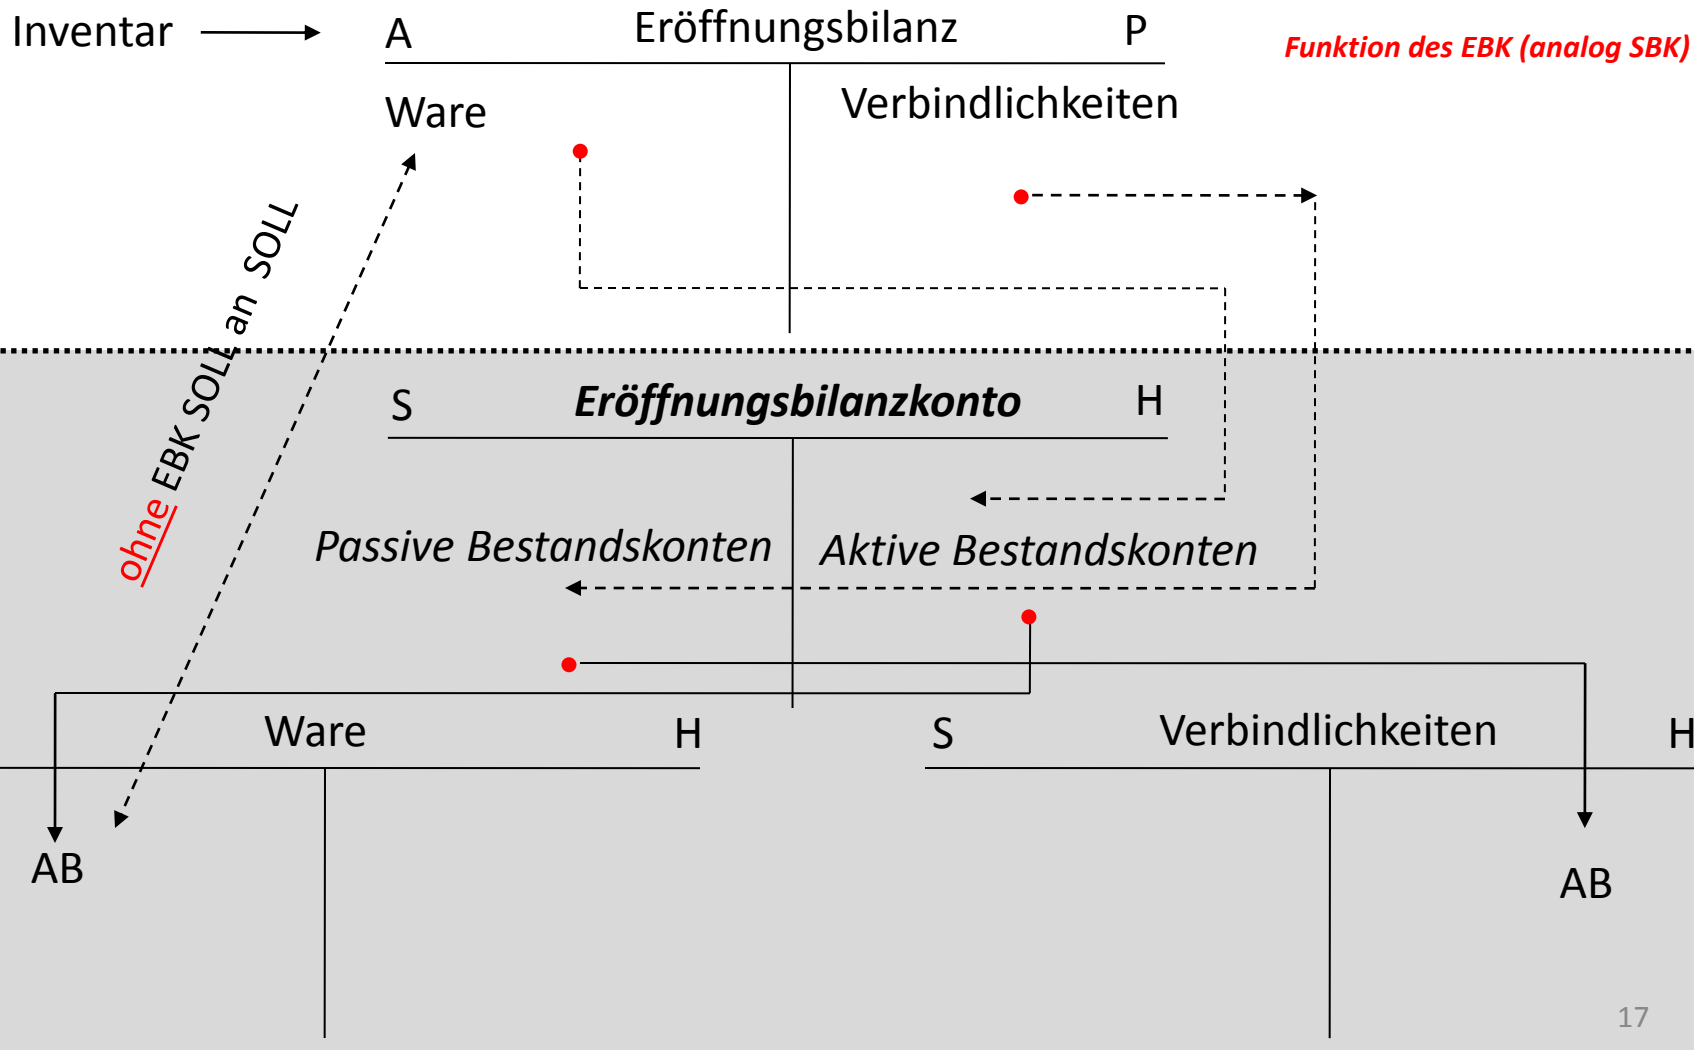 Inventar
A
Eröffnungsbilanz
P
Funktion des EBK (analog SBK)
Ware
Verbindlichkeiten
ohne EBK SOLL an SOLL
S
Eröffnungsbilanzkonto
H
Passive Bestandskonten
Aktive Bestandskonten
Ware
H
S
Verbindlichkeiten
H
AB
AB
17